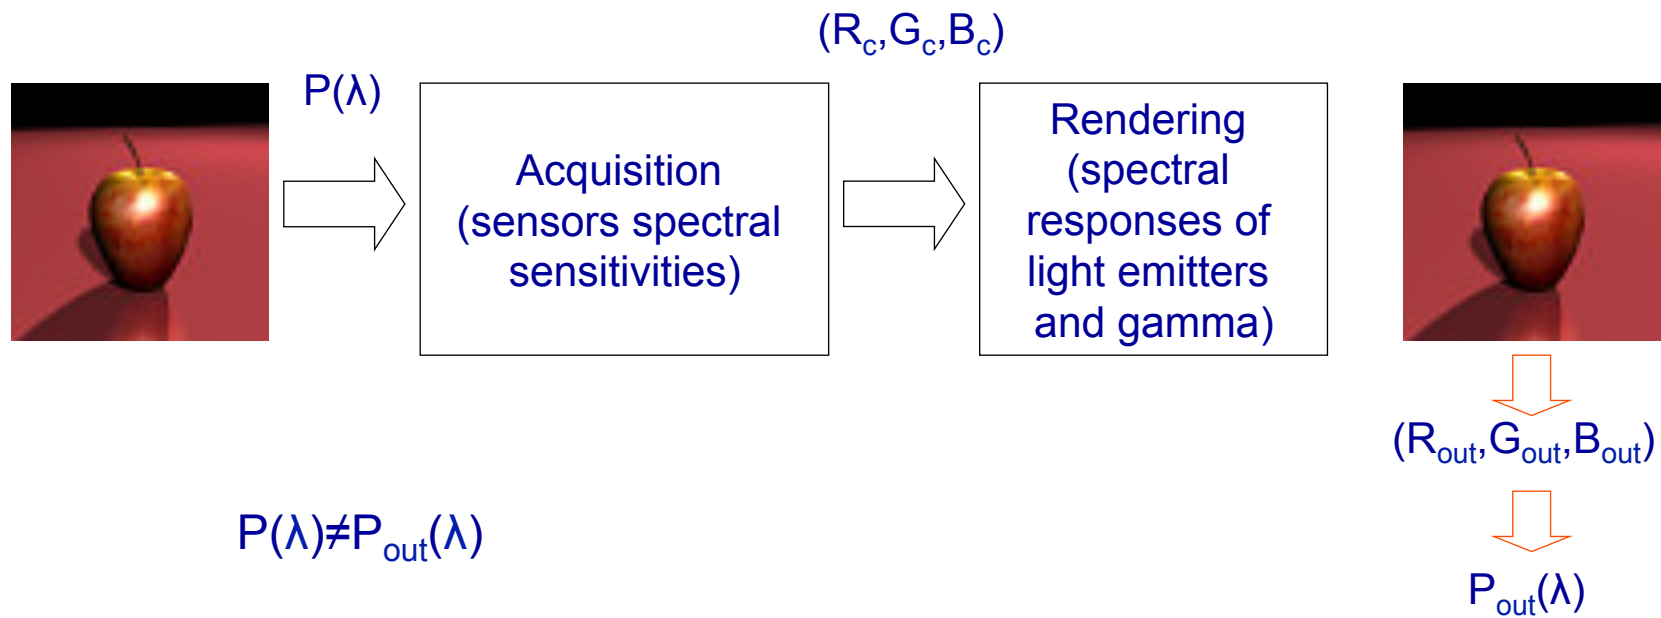 (Rc,Gc,Bc)
P(λ)
Acquisition
(sensors spectral
sensitivities)
Rendering
(spectral
responses of
light emitters
and gamma)
(Rout,Gout,Bout)
P(λ)≠Pout(λ)
Pout(λ)